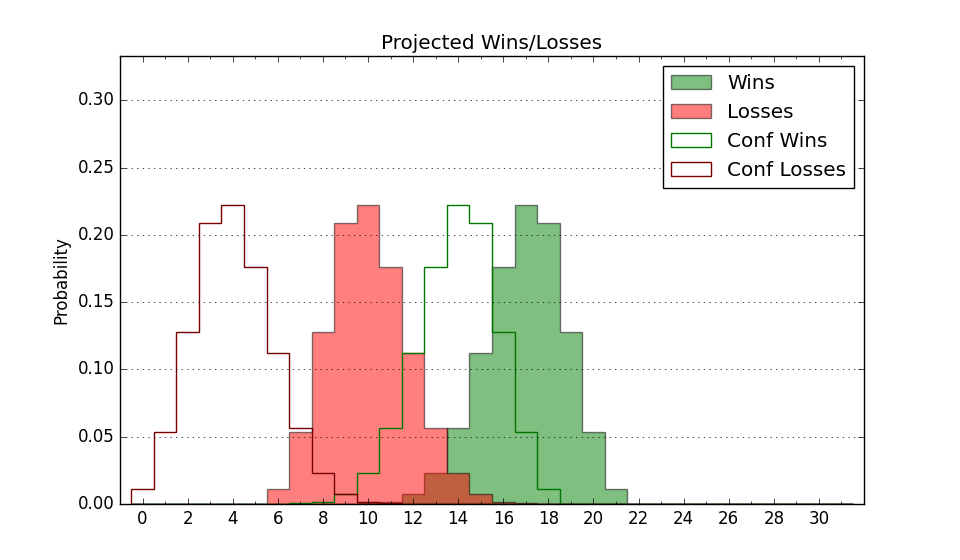 Projected Wins/Losses
Wins
Losses
Conf Wins
Conf Losses
Probability
0.30
0.25
0.20
0.15
0.10
0.05
0.00
0 2 4 6 8 10 12 14 16 18 20 22 24 26 28 30